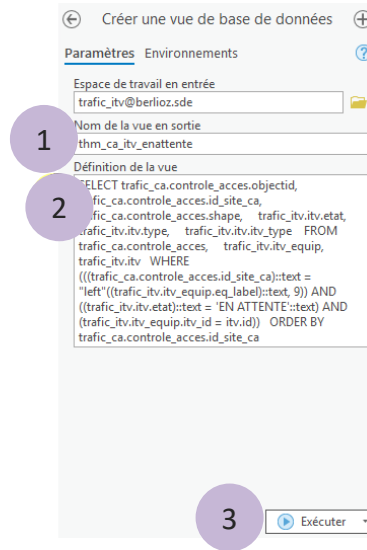 Créer une vue de base de données
Paramètres Environnements
?
Espace de travail en entrée
trafic_itv@berlioz.sde
1
Nom de la vue en sortie
thm_ca_itv_enattente
Définition de la vue
2
SELECT trafic_ca.controle_acces.objectid,
trafic_ca.controle_acces.id_site_ca,
trafic_ca.controle_acces.shape, trafic_itv.itv.etat,
trafic_itv.itv.type, trafic_itv.itv.itv_type FROM
trafic_ca.controle_acces, trafic_itv.itv_equip,
trafic_itv.itv WHERE
(((trafic_ca.controle_acces.id_site_ca)::text =
"left"((trafic_itv.itv_equip.eq_label)::text, 9)) AND
((trafic_itv.itv.etat)::text = 'EN ATTENTE'::text) AND
(trafic_itv.itv_equip.itv_id = itv.id)) ORDER BY
trafic_ca.controle_acces.id_site_ca
3
Exécuter